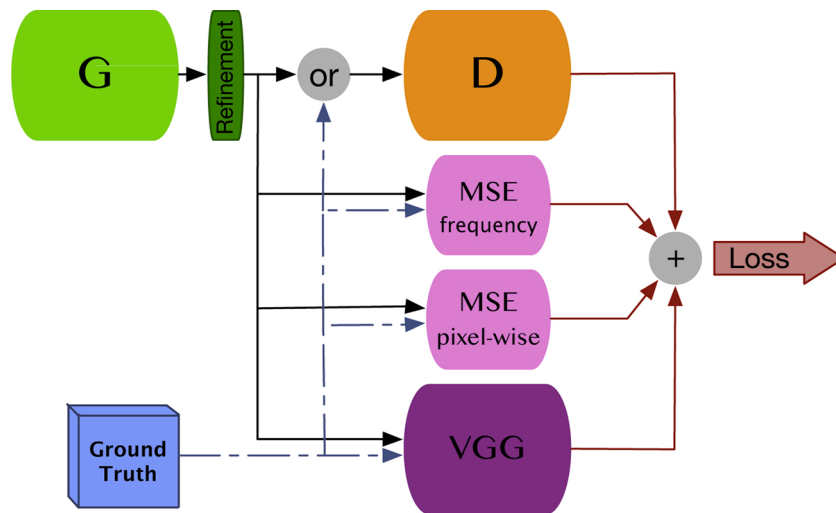 G
Refinement
or
D
MSE
frequency
+
Loss
MSE
pixel-wise
Ground
Truth
VGG